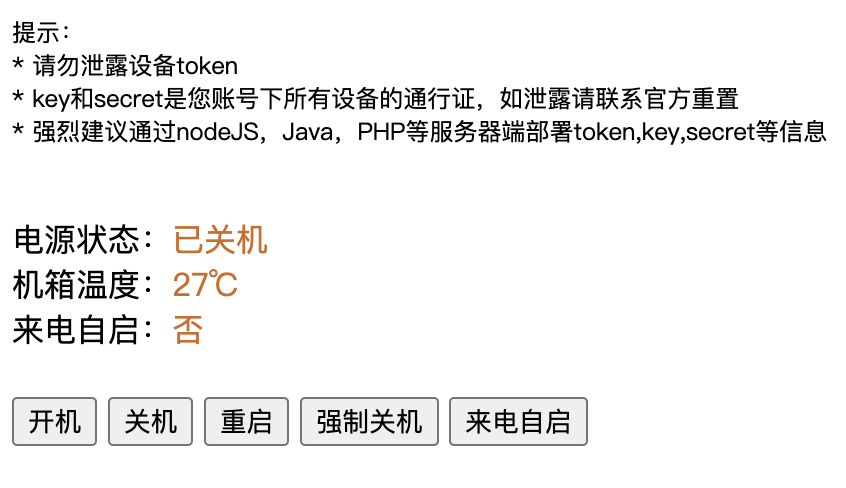 提示：
* 请勿泄露设备token
* key和secret是您账号下所有设备的通行证，如泄露请联系官方重置
* 强烈建议通过nodeJS，Java，PHP等服务器端部署token,key,secret等信息
电源状态：已关机
机箱温度：27℃
来电自启：否
开机 关机 重启 强制关机 来电自启